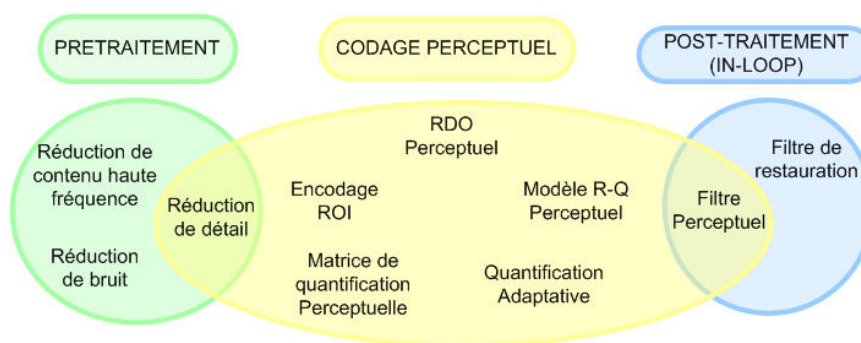 PRETRAITEMENT
CODAGE PERCEPTUEL
POST-TRAITEMENT
(IN-LOOP)
Réduction de
contenu haute
fréquence
Réduction
de bruit
Réduction
de détail
RDO
Perceptuel
Encodage
ROI
Modèle R-Q
Perceptuel
Matrice de
quantification
Perceptuelle
Quantification
Adaptative
Filtre
Perceptuel
Filtre de
restauration